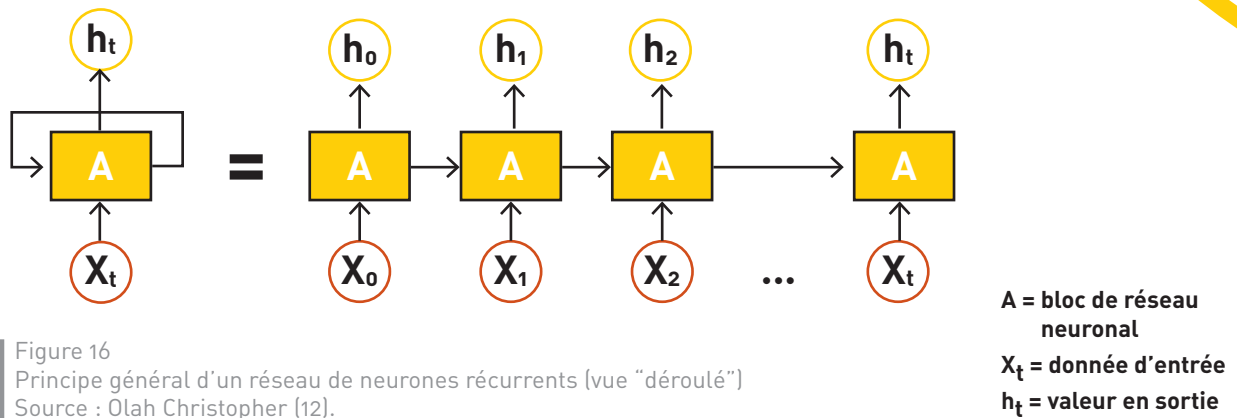 hₜ h₀ h₁ h₂ hₜ
A = A A A A
Xₜ X₀ X₁ X₂ ... Xₜ
A = bloc de réseau
neuronal
Xₜ = donnée d'entrée
hₜ = valeur en sortie
Figure 16
Principe général d'un réseau de neurones récurrents (vue "déroulé")
Source : Olah Christopher (12).